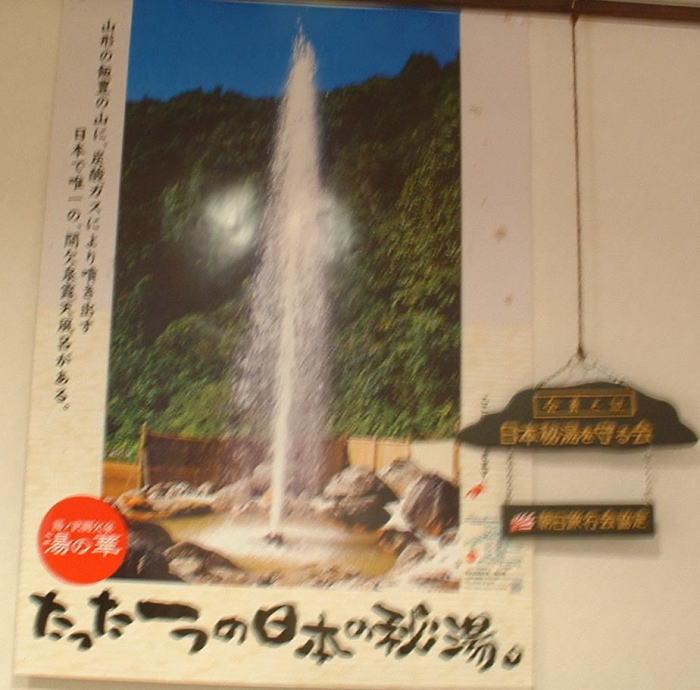 山形の飯豊の山に、炭酸ガスにより噴き出す
日本で唯一の、間欠泉露天風呂がある。
湯の華
たった一つの日本の秘湯。
日本秘湯を守る会
朝日旅行会協定